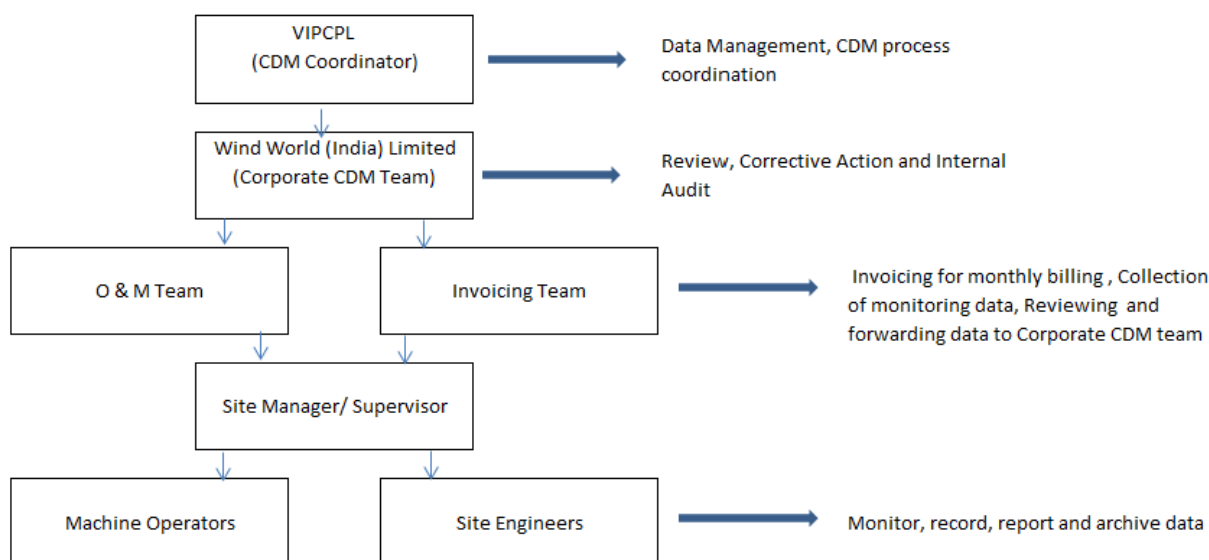 VIPCPL
(CDM Coordinator)
Data Management, CDM process
coordination
Wind World (India) Limited
(Corporate CDM Team)
Review, Corrective Action and Internal
Audit
O & M Team
Invoicing Team
Invoicing for monthly billing , Collection
of monitoring data, Reviewing and
forwarding data to Corporate CDM team
Site Manager/ Supervisor
Machine Operators
Site Engineers
Monitor, record, report and archive data